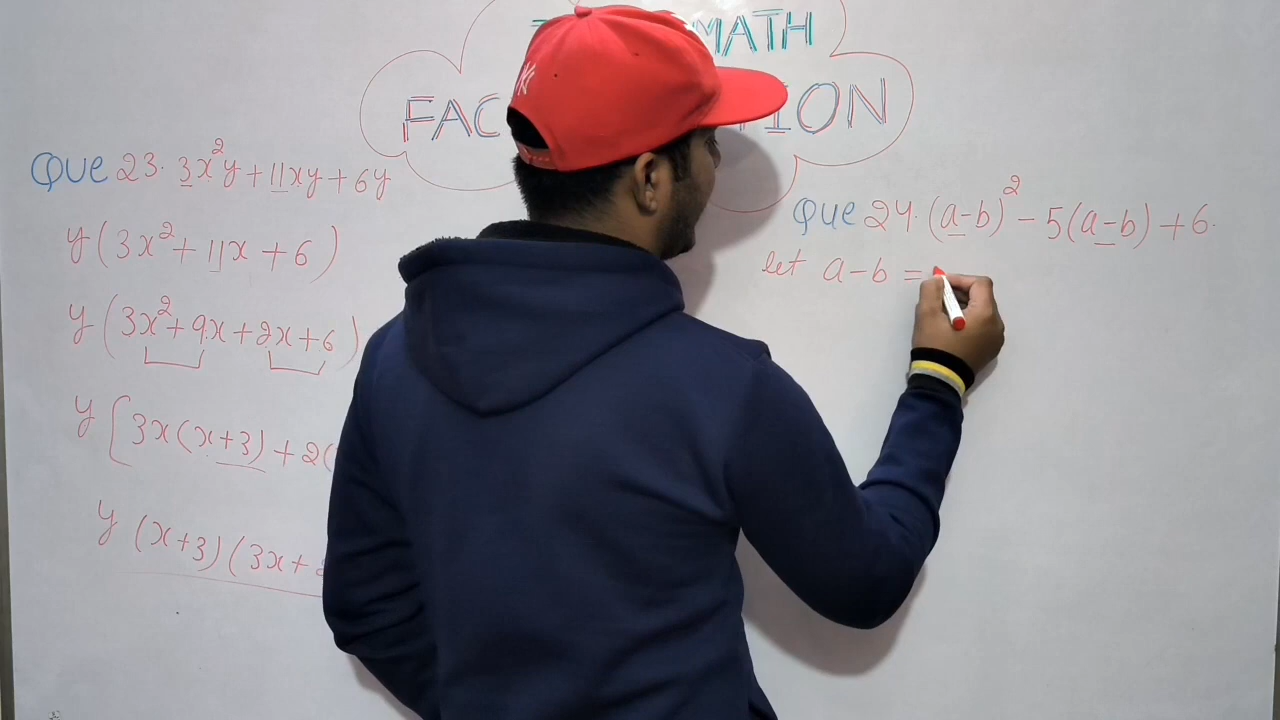 MATH
FAC
ION
Que 23. 3x²y + 11xy + 6y
y(3x² + 11x + 6)
y(3x² + 9x + 2x + 6)
y[3x(x+3) + 2(
y(x+3)(3x +
Que 24. (a-b)² - 5(a-b) + 6.
let a-b =